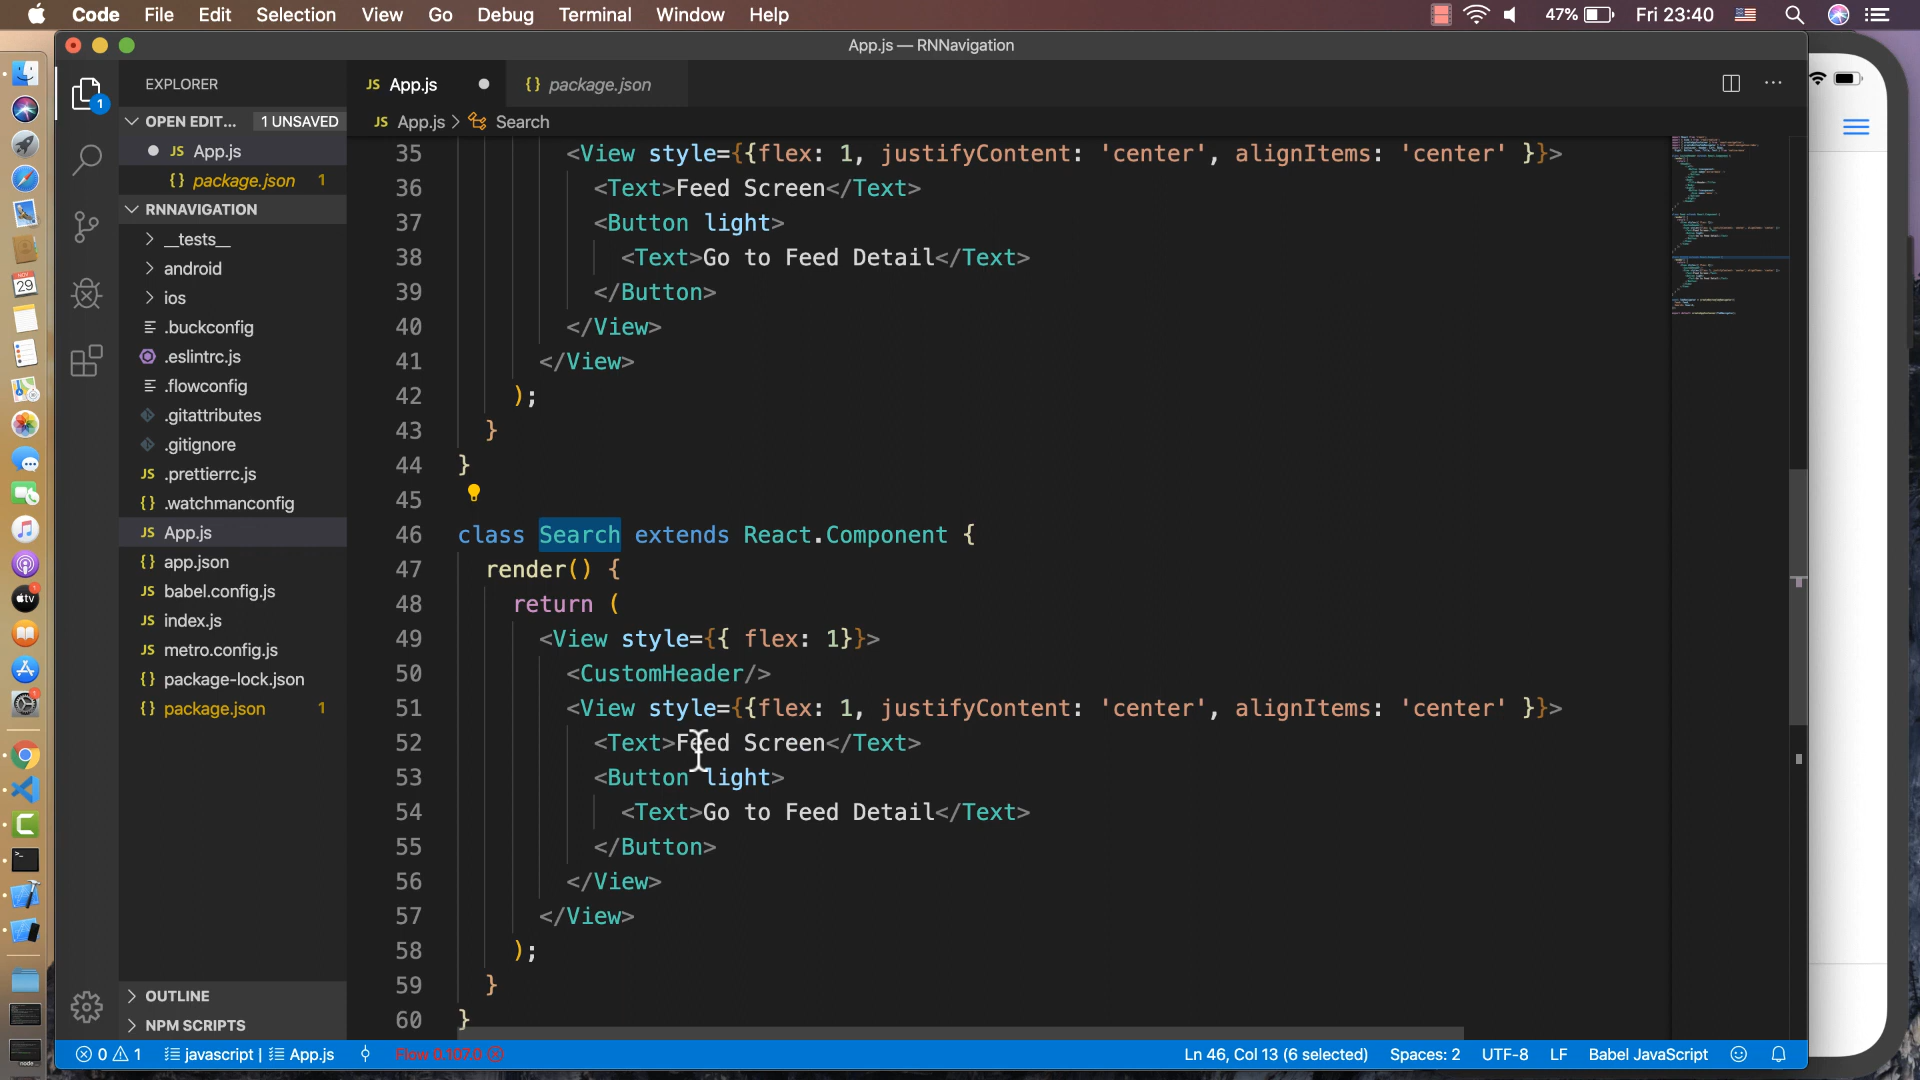 Code File Edit Selection View Go Debug Terminal Window Help 47% Fri 23:40
App.js — RNNavigation
EXPLORER
JS App.js
{} package.json
OPEN EDIT... 1 UNSAVED
JS App.js
{} package.json 1
RNNAVIGATION
__tests__
android
ios
.buckconfig
.eslintrc.js
.flowconfig
.gitattributes
.gitignore
JS .prettierrc.js
{} .watchmanconfig
JS App.js
{} app.json
JS babel.config.js
JS index.js
JS metro.config.js
{} package-lock.json
{} package.json 1
OUTLINE
NPM SCRIPTS
JS App.js > Search
35 <View style={{flex: 1, justifyContent: 'center', alignItems: 'center' }}>
36 <Text>Feed Screen</Text>
37 <Button light>
38 <Text>Go to Feed Detail</Text>
39 </Button>
40 </View>
41 </View>
42 );
43 }
44 }
45
46 class Search extends React.Component {
47 render() {
48 return (
49 <View style={{ flex: 1}}>
50 <CustomHeader/>
51 <View style={{flex: 1, justifyContent: 'center', alignItems: 'center' }}>
52 <Text>Feed Screen</Text>
53 <Button light>
54 <Text>Go to Feed Detail</Text>
55 </Button>
56 </View>
57 </View>
58 );
59 }
60 }
0 1 javascript | App.js Flow 0.107.0 Ln 46, Col 13 (6 selected) Spaces: 2 UTF-8 LF Babel JavaScript